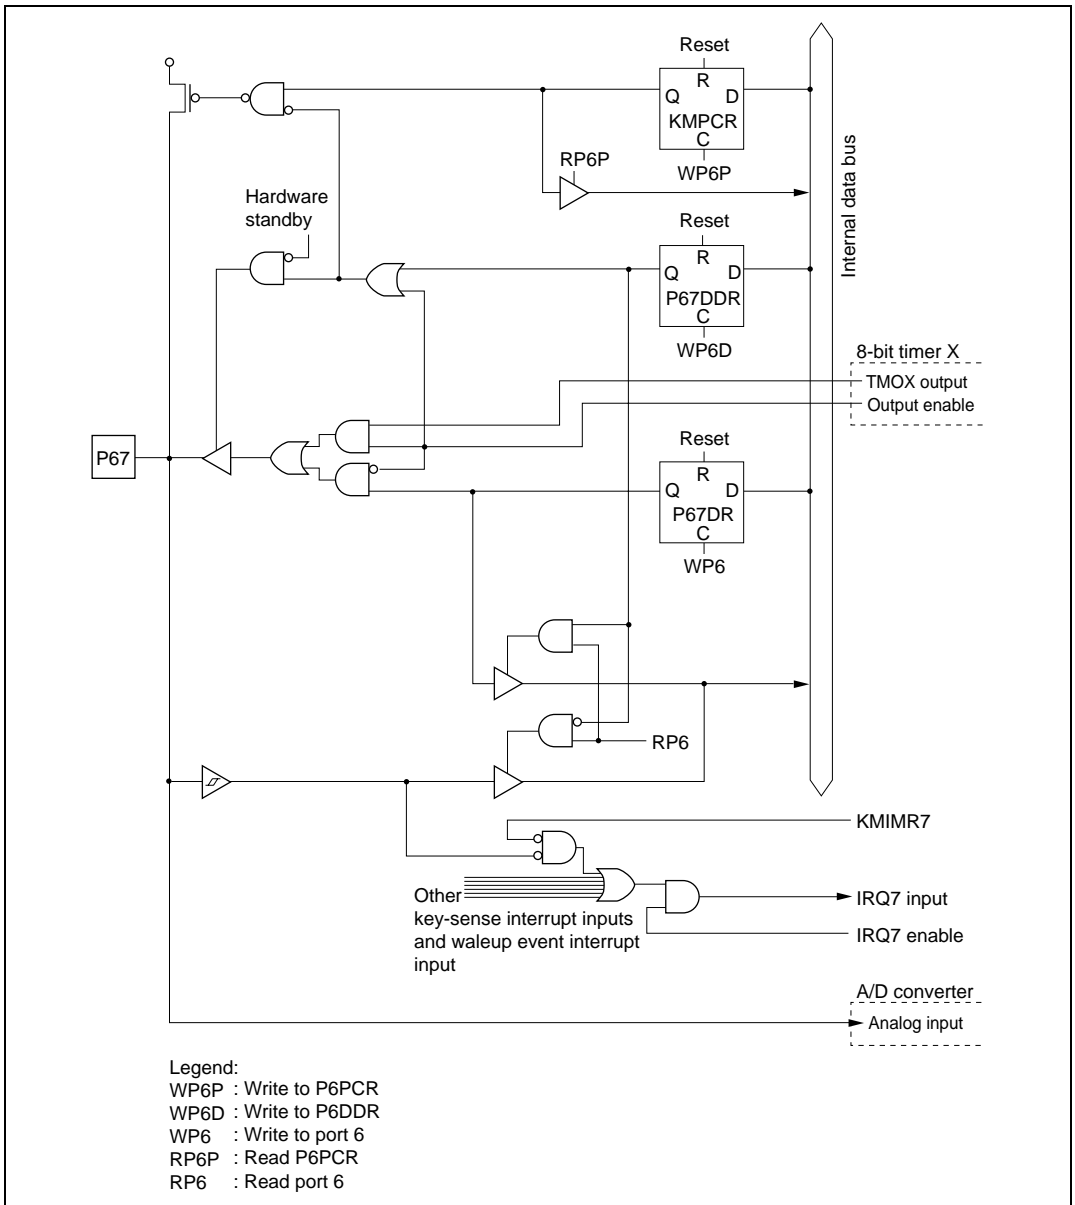 Reset
R
Q D
KMPCR
C
WP6P
RP6P
Hardware
standby
Reset
R
Q D
P67DDR
C
WP6D
Internal data bus
8-bit timer X
TMOX output
Output enable
P67
Reset
R
Q D
P67DR
C
WP6
RP6
KMIMR7
Other
key-sense interrupt inputs
and waleup event interrupt
input
IRQ7 input
IRQ7 enable
A/D converter
Analog input
Legend:
WP6P : Write to P6PCR
WP6D : Write to P6DDR
WP6 : Write to port 6
RP6P : Read P6PCR
RP6 : Read port 6